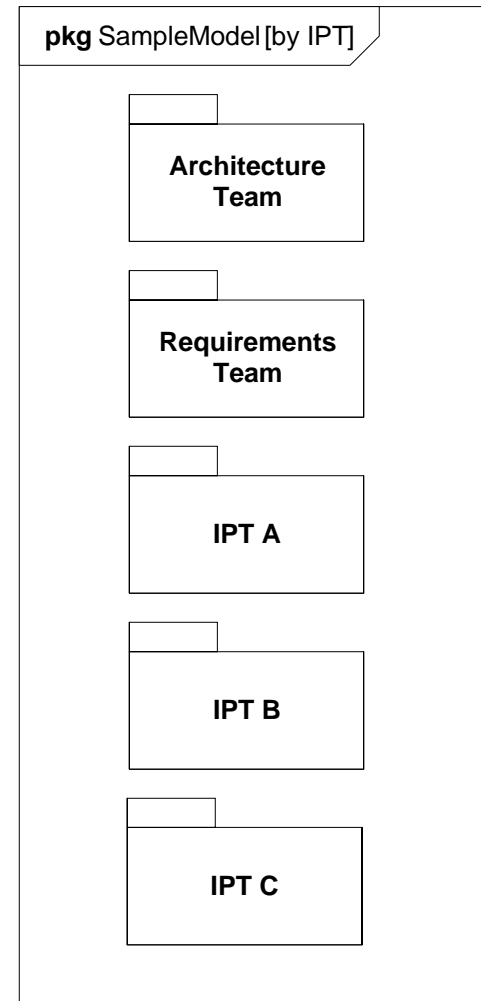 pkg SampleModel [by IPT]
Architecture
Team
Requirements
Team
IPT A
IPT B
IPT C